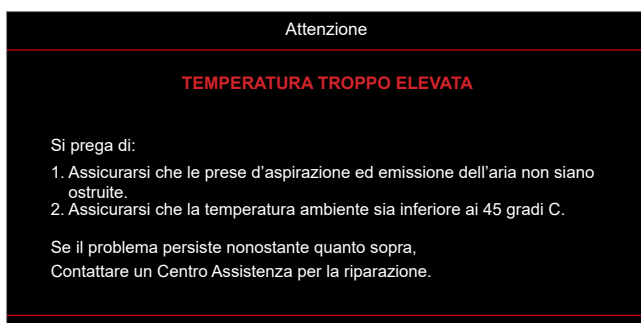 Attenzione
TEMPERATURA TROPPO ELEVATA
Si prega di:
1. Assicurarsi che le prese d’aspirazione ed emissione dell’aria non siano
ostruite.
2. Assicurarsi che la temperatura ambiente sia inferiore ai 45 gradi C.
Se il problema persiste nonostante quanto sopra,
Contattare un Centro Assistenza per la riparazione.